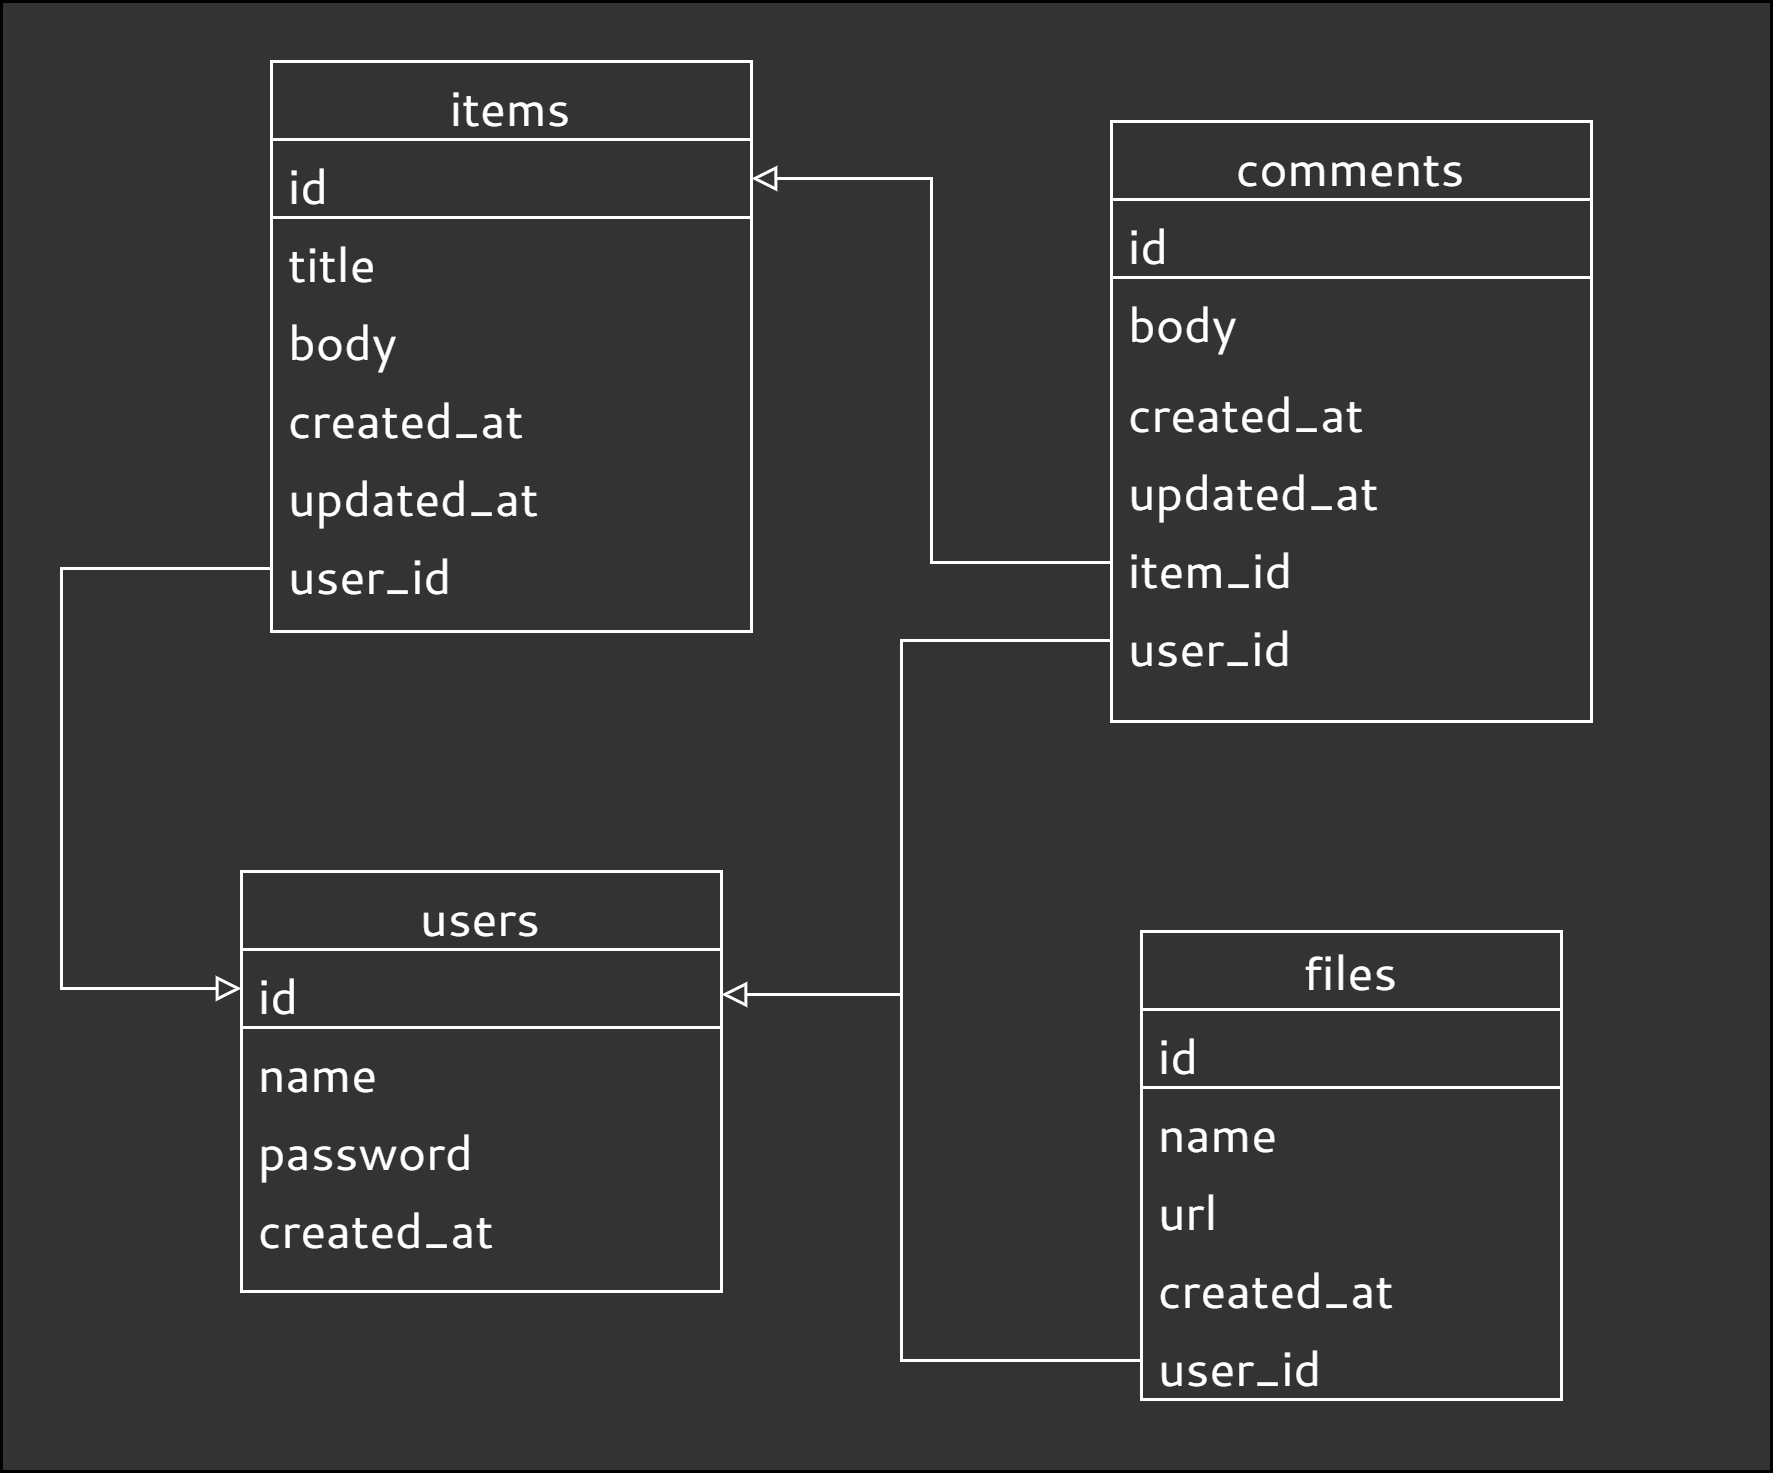 items
id
title
body
created_at
updated_at
user_id
comments
id
body
created_at
updated_at
item_id
user_id
users
id
name
password
created_at
files
id
name
url
created_at
user_id